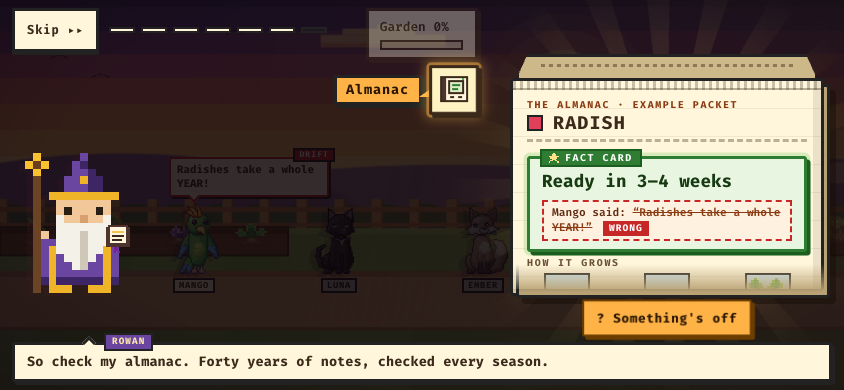 Skip ▸▸
Garden 0%
Almanac
THE ALMANAC · EXAMPLE PACKET
RADISH
FACT CARD
Ready in 3–4 weeks
Mango said: “Radishes take a whole
YEAR!” WRONG
HOW IT GROWS
DRIFT
Radishes take a whole
YEAR!
MANGO
LUNA
EMBER
? Something's off
ROWAN
So check my almanac. Forty years of notes, checked every season.